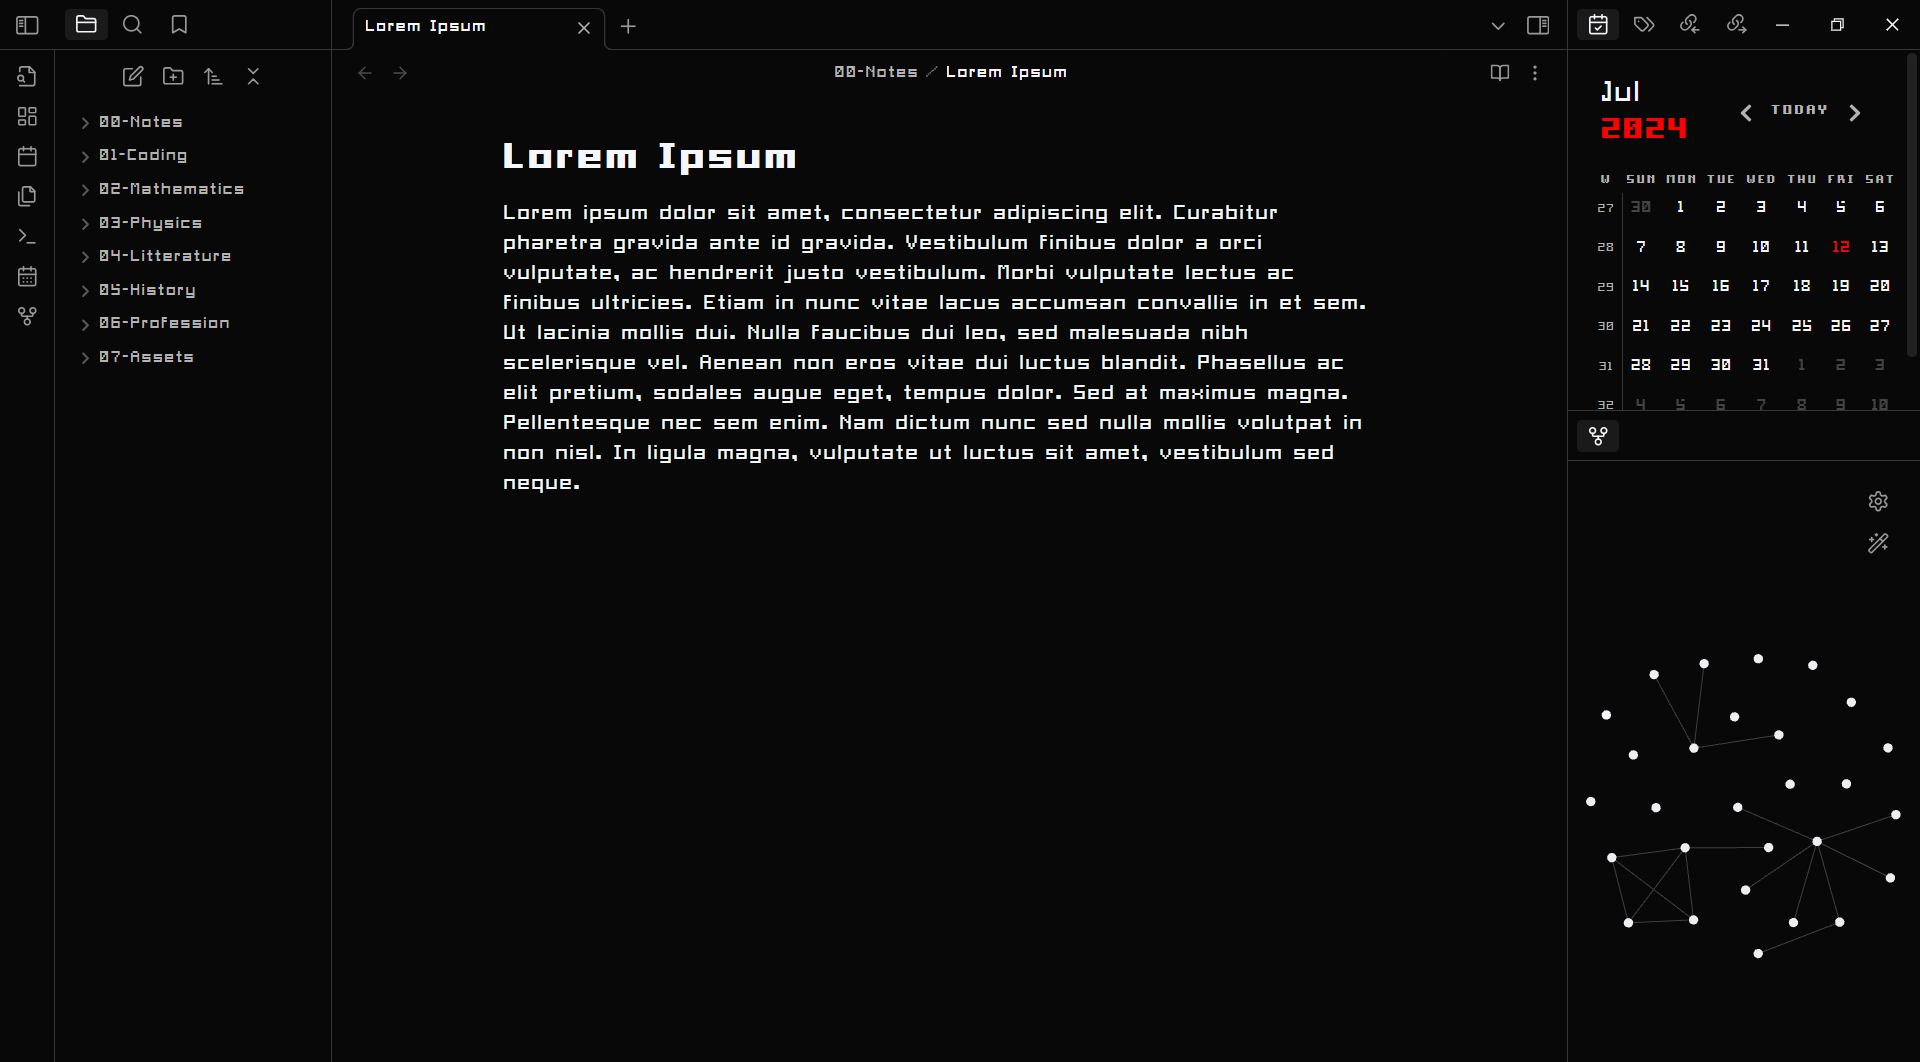 Lorem Ipsum
00-Notes / Lorem Ipsum
00-Notes
01-Coding
02-Mathematics
03-Physics
04-Litterature
05-History
06-Profession
07-Assets
Lorem Ipsum
Lorem ipsum dolor sit amet, consectetur adipiscing elit. Curabitur
pharetra gravida ante id gravida. Vestibulum finibus dolor a orci
vulputate, ac hendrerit justo vestibulum. Morbi vulputate lectus ac
finibus ultricies. Etiam in nunc vitae lacus accumsan convallis in et sem.
Ut lacinia mollis dui. Nulla faucibus dui leo, sed malesuada nibh
scelerisque vel. Aenean non eros vitae dui luctus blandit. Phasellus ac
elit pretium, sodales augue eget, tempus dolor. Sed at maximus magna.
Pellentesque nec sem enim. Nam dictum nunc sed nulla mollis volutpat in
non nisl. In ligula magna, vulputate ut luctus sit amet, vestibulum sed
neque.
Jul
2024
TODAY
W SUN MON TUE WED THU FRI SAT
27 30 1 2 3 4 5 6
28 7 8 9 10 11 12 13
29 14 15 16 17 18 19 20
30 21 22 23 24 25 26 27
31 28 29 30 31 1 2 3
32 4 5 6 7 8 9 10